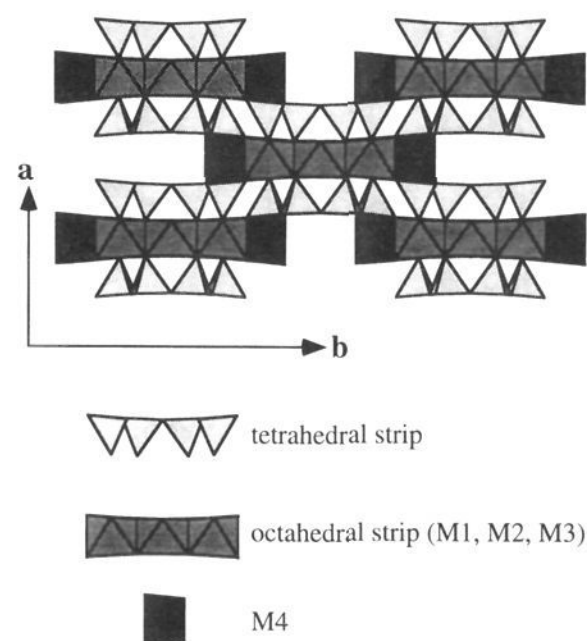 a
b
tetrahedral strip
octahedral strip (M1, M2, M3)
M4